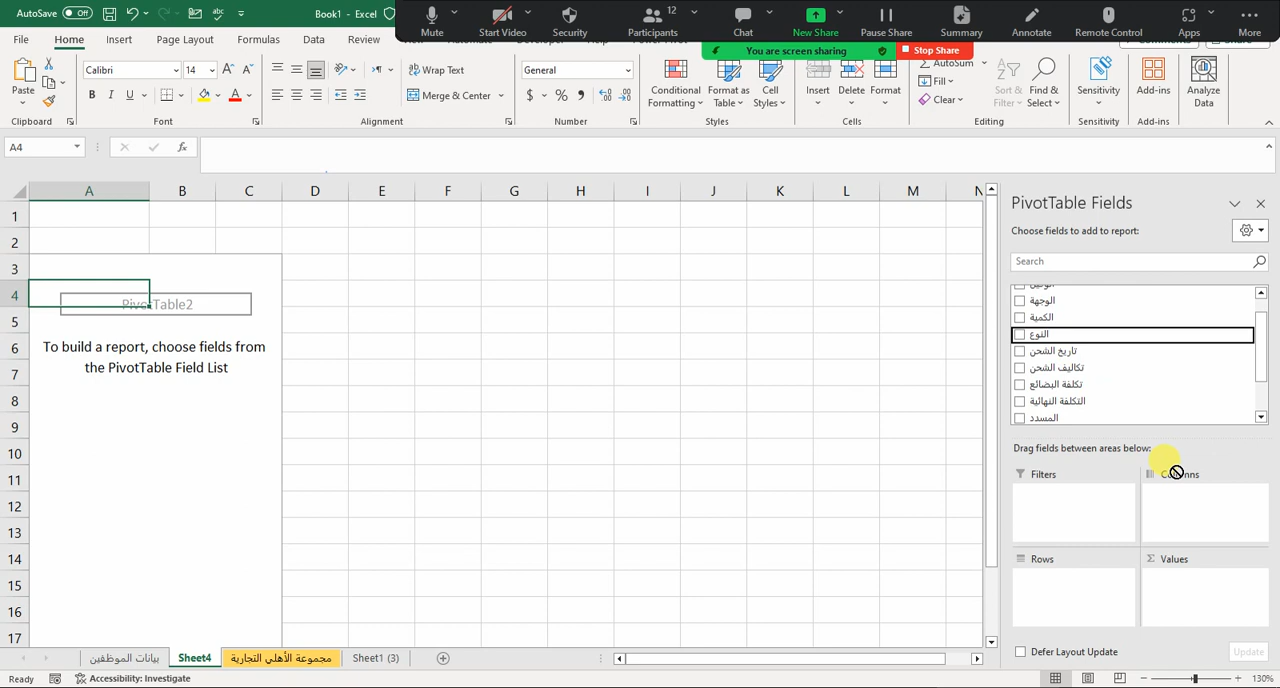 AutoSave Off Book1 - Excel
Mute Start Video Security Participants 12 Chat New Share Pause Share Summary Annotate Remote Control Apps More
You are screen sharing Stop Share
File Home Insert Page Layout Formulas Data Review
Paste
Calibri 14
B I U A
Wrap Text
Merge & Center
General
$ % 9
Conditional Formatting
Format as Table
Cell Styles
Insert Delete Format
AutoSum
Fill
Clear
Sort & Filter
Find & Select
Sensitivity
Add-ins
Analyze Data
Clipboard Font Alignment Number Styles Cells Editing Sensitivity Add-ins
A4 fx
A B C D E F G H I J K L M N
1
2
3
4
5
6
7
8
9
10
11
12
13
14
15
16
17
PivotTable2
To build a report, choose fields from
the PivotTable Field List
PivotTable Fields
Choose fields to add to report:
Search
الوجهة
الكمية
النوع
تاريخ الشحن
تكاليف الشحن
تكلفة البضائع
التكلفة النهائية
المسدد
Drag fields between areas below:
Filters
Columns
Rows
Σ Values
Defer Layout Update Update
بيانات الموظفين Sheet4 مجموعة الأهلي التجارية Sheet1 (3)
Ready Accessibility: Investigate 130%